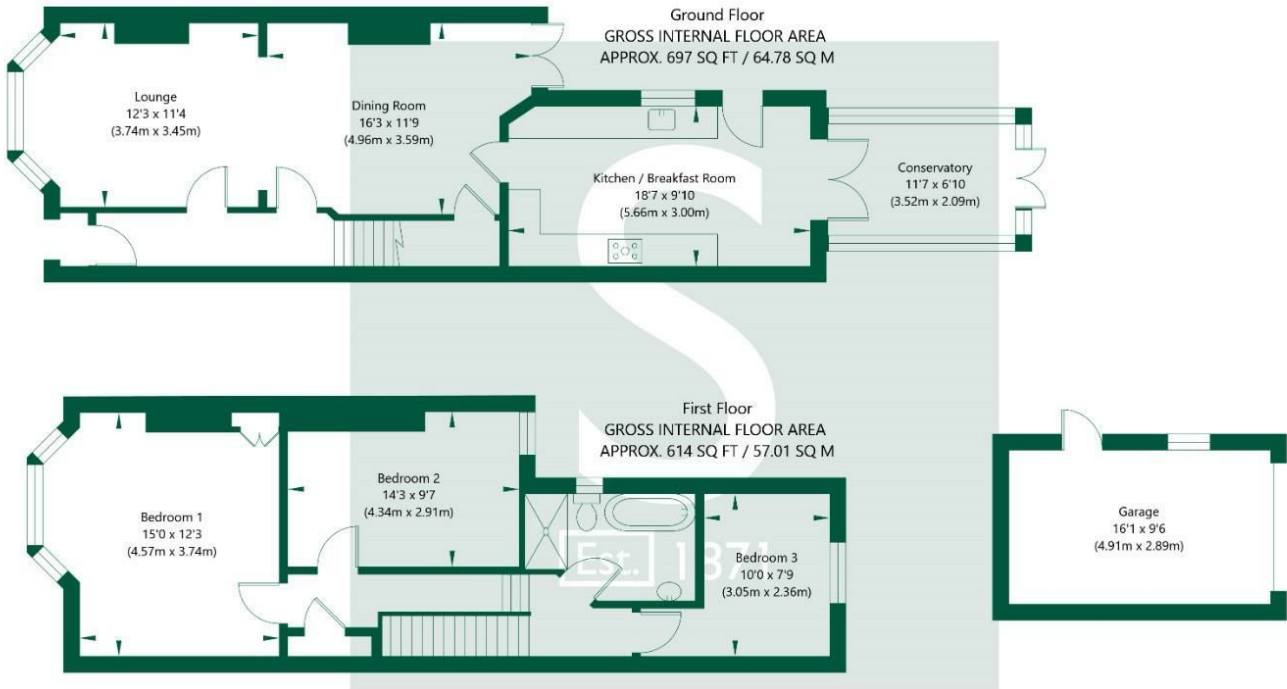 Ground Floor
GROSS INTERNAL FLOOR AREA
APPROX. 697 SQ FT / 64.78 SQ M
Lounge
12'3 x 11'4
(3.74m x 3.45m)
Dining Room
16'3 x 11'9
(4.96m x 3.59m)
Kitchen / Breakfast Room
18'7 x 9'10
(5.66m x 3.00m)
Conservatory
11'7 x 6'10
(3.52m x 2.09m)
First Floor
GROSS INTERNAL FLOOR AREA
APPROX. 614 SQ FT / 57.01 SQ M
Bedroom 1
15'0 x 12'3
(4.57m x 3.74m)
Bedroom 2
14'3 x 9'7
(4.34m x 2.91m)
Bedroom 3
10'0 x 7'9
(3.05m x 2.36m)
Garage
16'1 x 9'6
(4.91m x 2.89m)
S
Est. 1871